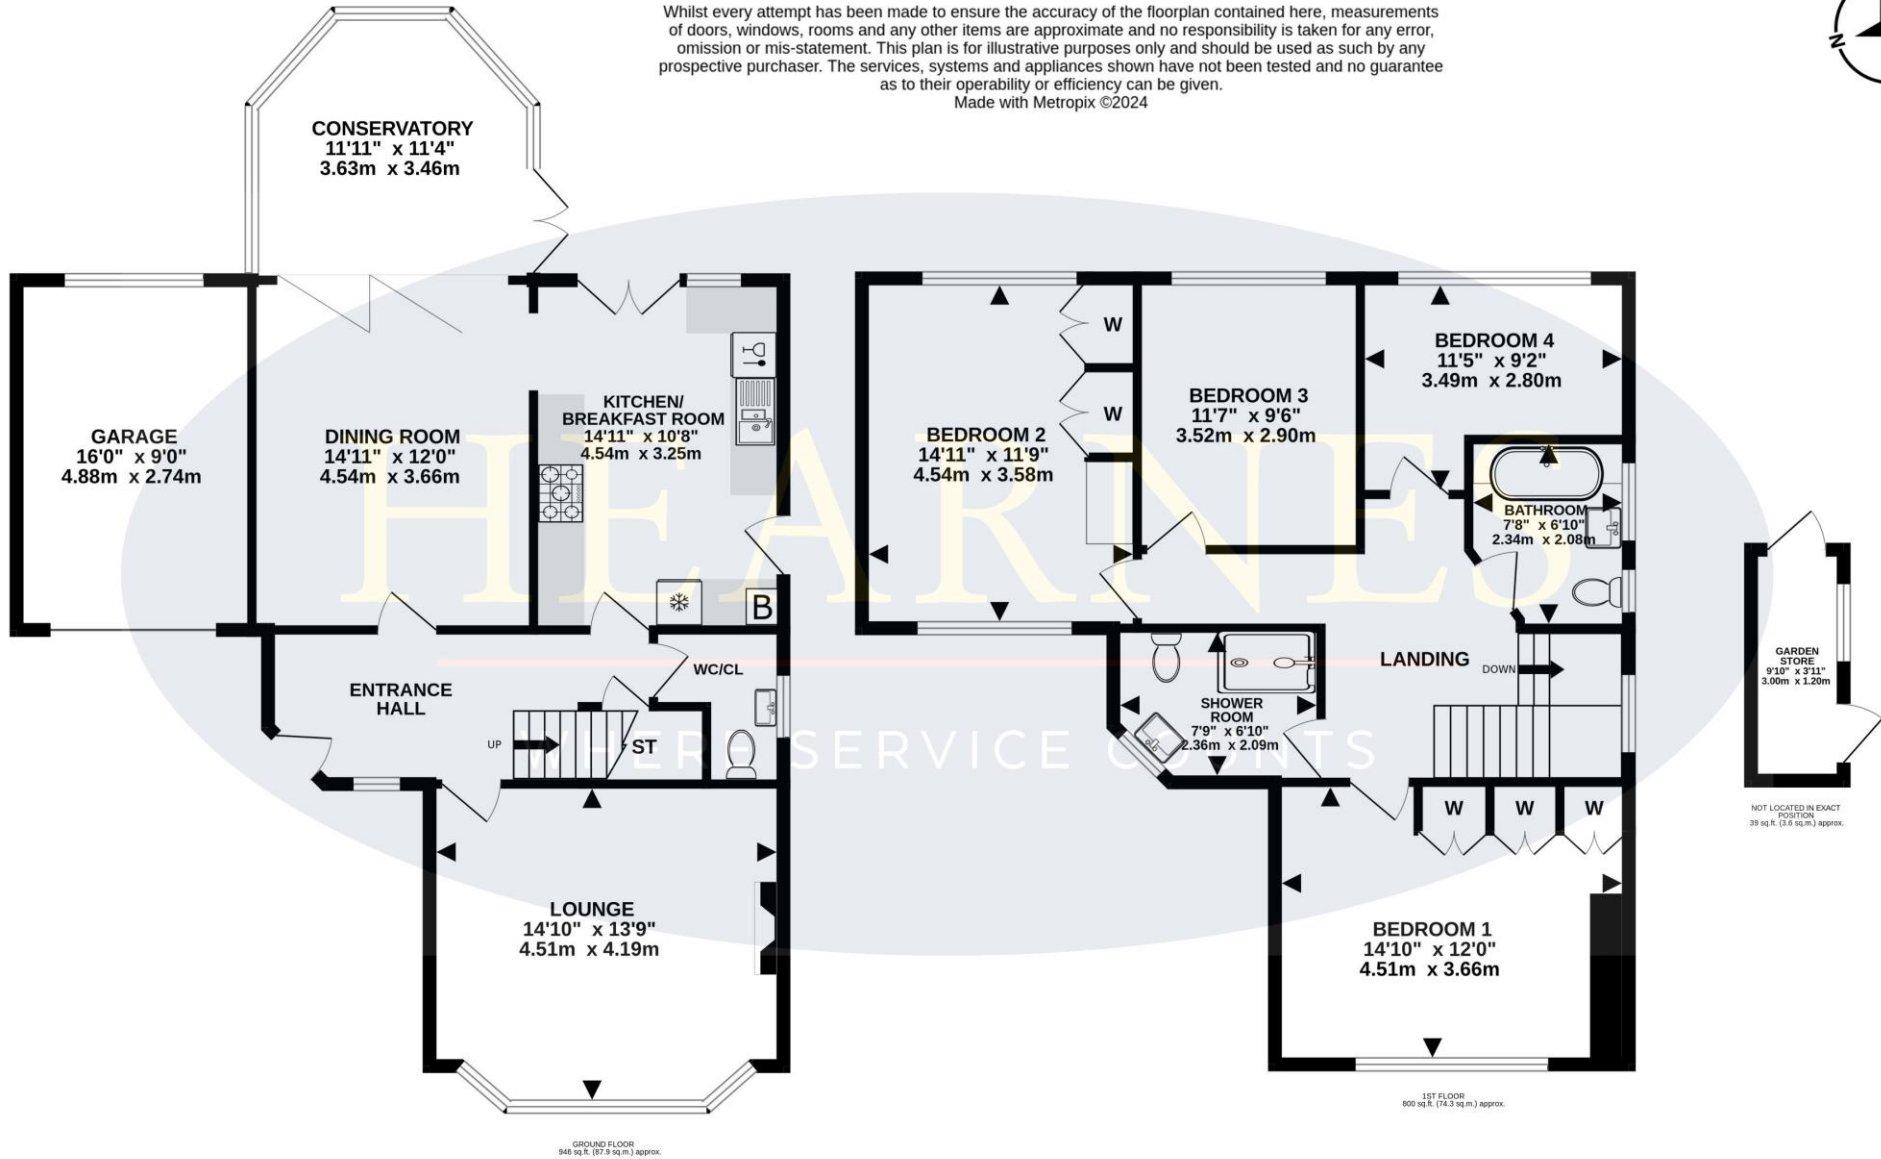 Whilst every attempt has been made to ensure the accuracy of the floorplan contained here, measurements
of doors, windows, rooms and any other items are approximate and no responsibility is taken for any error,
omission or mis-statement. This plan is for illustrative purposes only and should be used as such by any
prospective purchaser. The services, systems and appliances shown have not been tested and no guarantee
as to their operability or efficiency can be given.
Made with Metropix ©2024
N
CONSERVATORY
11'11" x 11'4"
3.63m x 3.46m
GARAGE
16'0" x 9'0"
4.88m x 2.74m
DINING ROOM
14'11" x 12'0"
4.54m x 3.66m
KITCHEN/
BREAKFAST ROOM
14'11" x 10'8"
4.54m x 3.25m
B
ENTRANCE
HALL
WC/CL
UP
ST
LOUNGE
14'10" x 13'9"
4.51m x 4.19m
GROUND FLOOR
946 sq.ft. (87.9 sq.m.) approx.
BEDROOM 2
14'11" x 11'9"
4.54m x 3.58m
W
W
BEDROOM 3
11'7" x 9'6"
3.52m x 2.90m
BEDROOM 4
11'5" x 9'2"
3.49m x 2.80m
BATHROOM
7'8" x 6'10"
2.34m x 2.08m
LANDING
DOWN
SHOWER
ROOM
7'9" x 6'10"
2.36m x 2.09m
W
W
W
BEDROOM 1
14'10" x 12'0"
4.51m x 3.66m
1ST FLOOR
800 sq.ft. (74.3 sq.m.) approx.
GARDEN
STORE
9'10" x 3'11"
3.00m x 1.20m
NOT LOCATED IN EXACT
POSITION
39 sq.ft. (3.6 sq.m.) approx.
HEARNES
WHERE SERVICE COUNTS